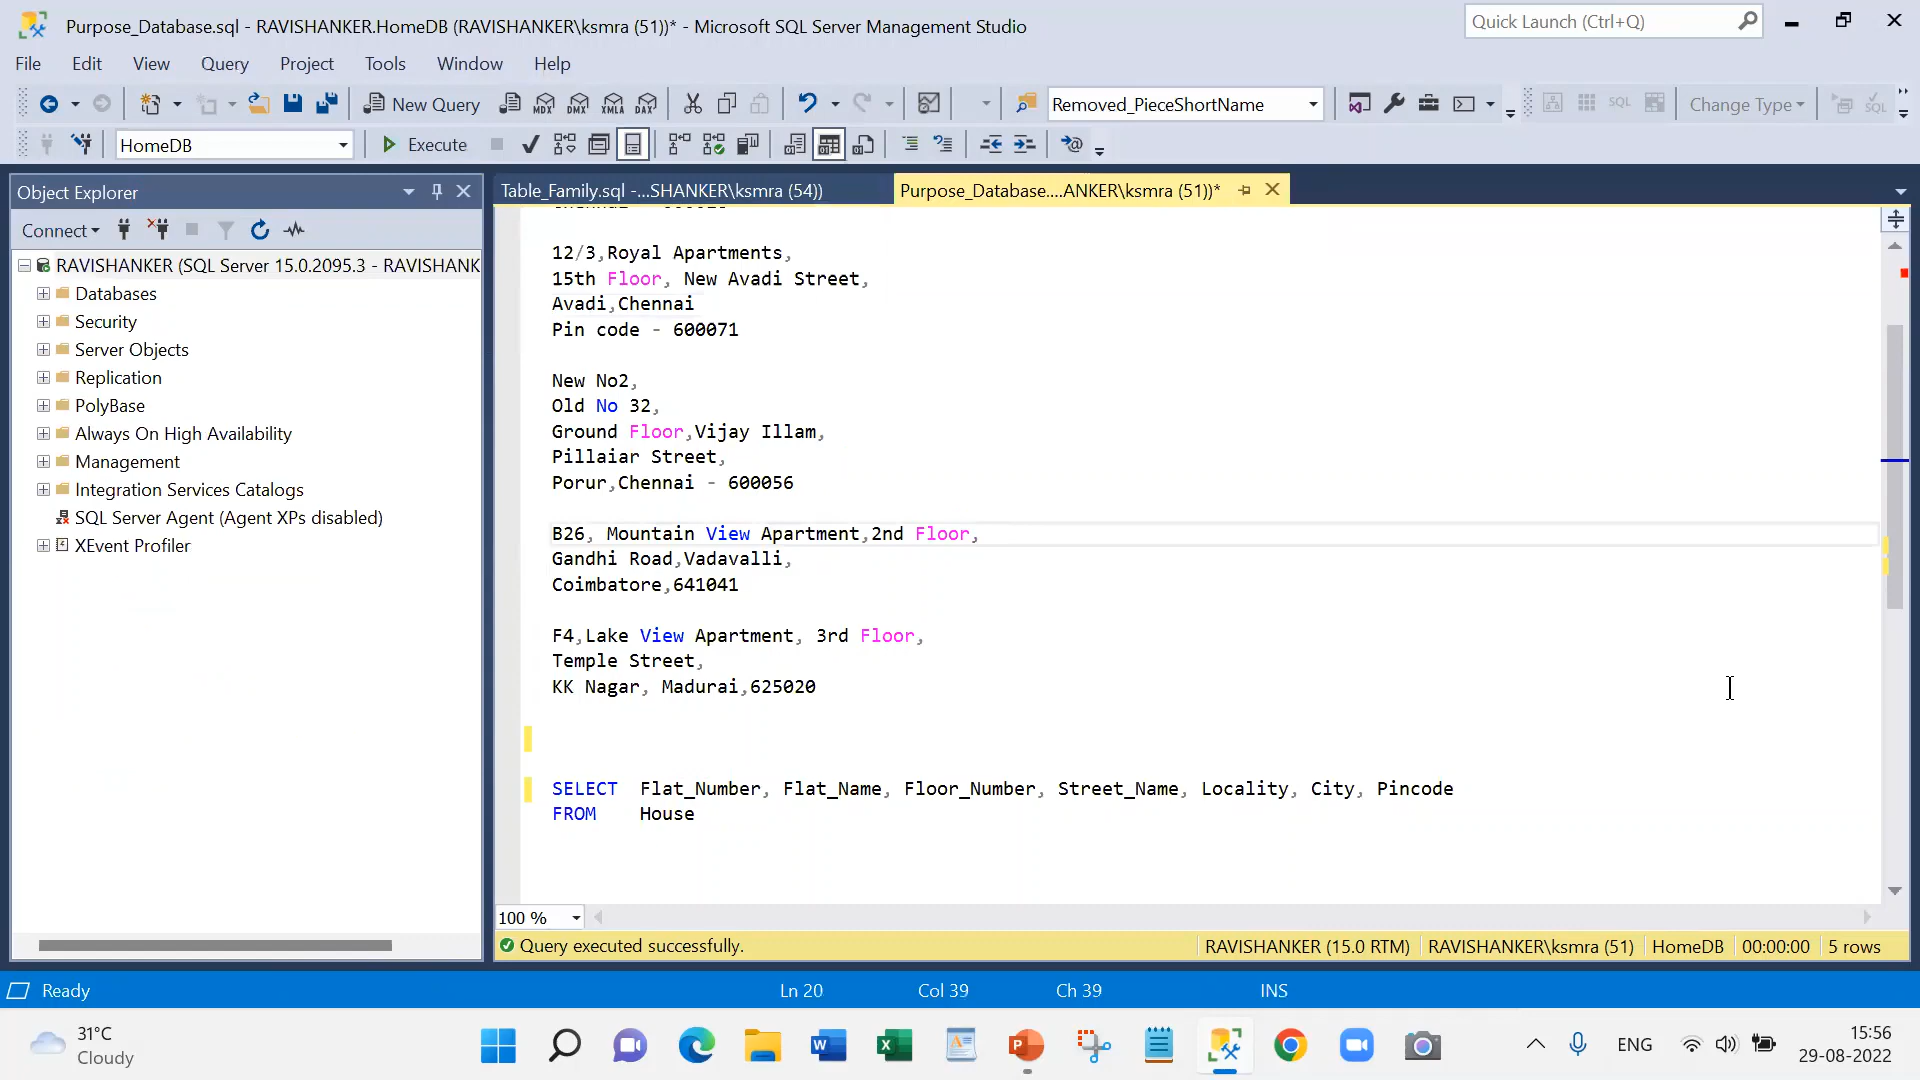 Purpose_Database.sql - RAVISHANKER.HomeDB (RAVISHANKER\ksmra (51))* - Microsoft SQL Server Management Studio
Quick Launch (Ctrl+Q)
File Edit View Query Project Tools Window Help
New Query
MDX DMX XMLA DAX
Removed_PieceShortName
SQL
Change Type
SQL
HomeDB
Execute
Object Explorer
Table_Family.sql -...SHANKER\ksmra (54))
Purpose_Database....ANKER\ksmra (51))*
Connect
RAVISHANKER (SQL Server 15.0.2095.3 - RAVISHANK
Databases
Security
Server Objects
Replication
PolyBase
Always On High Availability
Management
Integration Services Catalogs
SQL Server Agent (Agent XPs disabled)
XEvent Profiler
12/3,Royal Apartments,
15th Floor, New Avadi Street,
Avadi,Chennai
Pin code - 600071
New No2,
Old No 32,
Ground Floor,Vijay Illam,
Pillaiar Street,
Porur,Chennai - 600056
B26, Mountain View Apartment,2nd Floor,
Gandhi Road,Vadavalli,
Coimbatore,641041
F4,Lake View Apartment, 3rd Floor,
Temple Street,
KK Nagar, Madurai,625020
SELECT Flat_Number, Flat_Name, Floor_Number, Street_Name, Locality, City, Pincode
FROM House
100 %
Query executed successfully.
RAVISHANKER (15.0 RTM)
RAVISHANKER\ksmra (51)
HomeDB
00:00:00
5 rows
Ready
Ln 20
Col 39
Ch 39
INS
31°C
Cloudy
ENG
15:56
29-08-2022